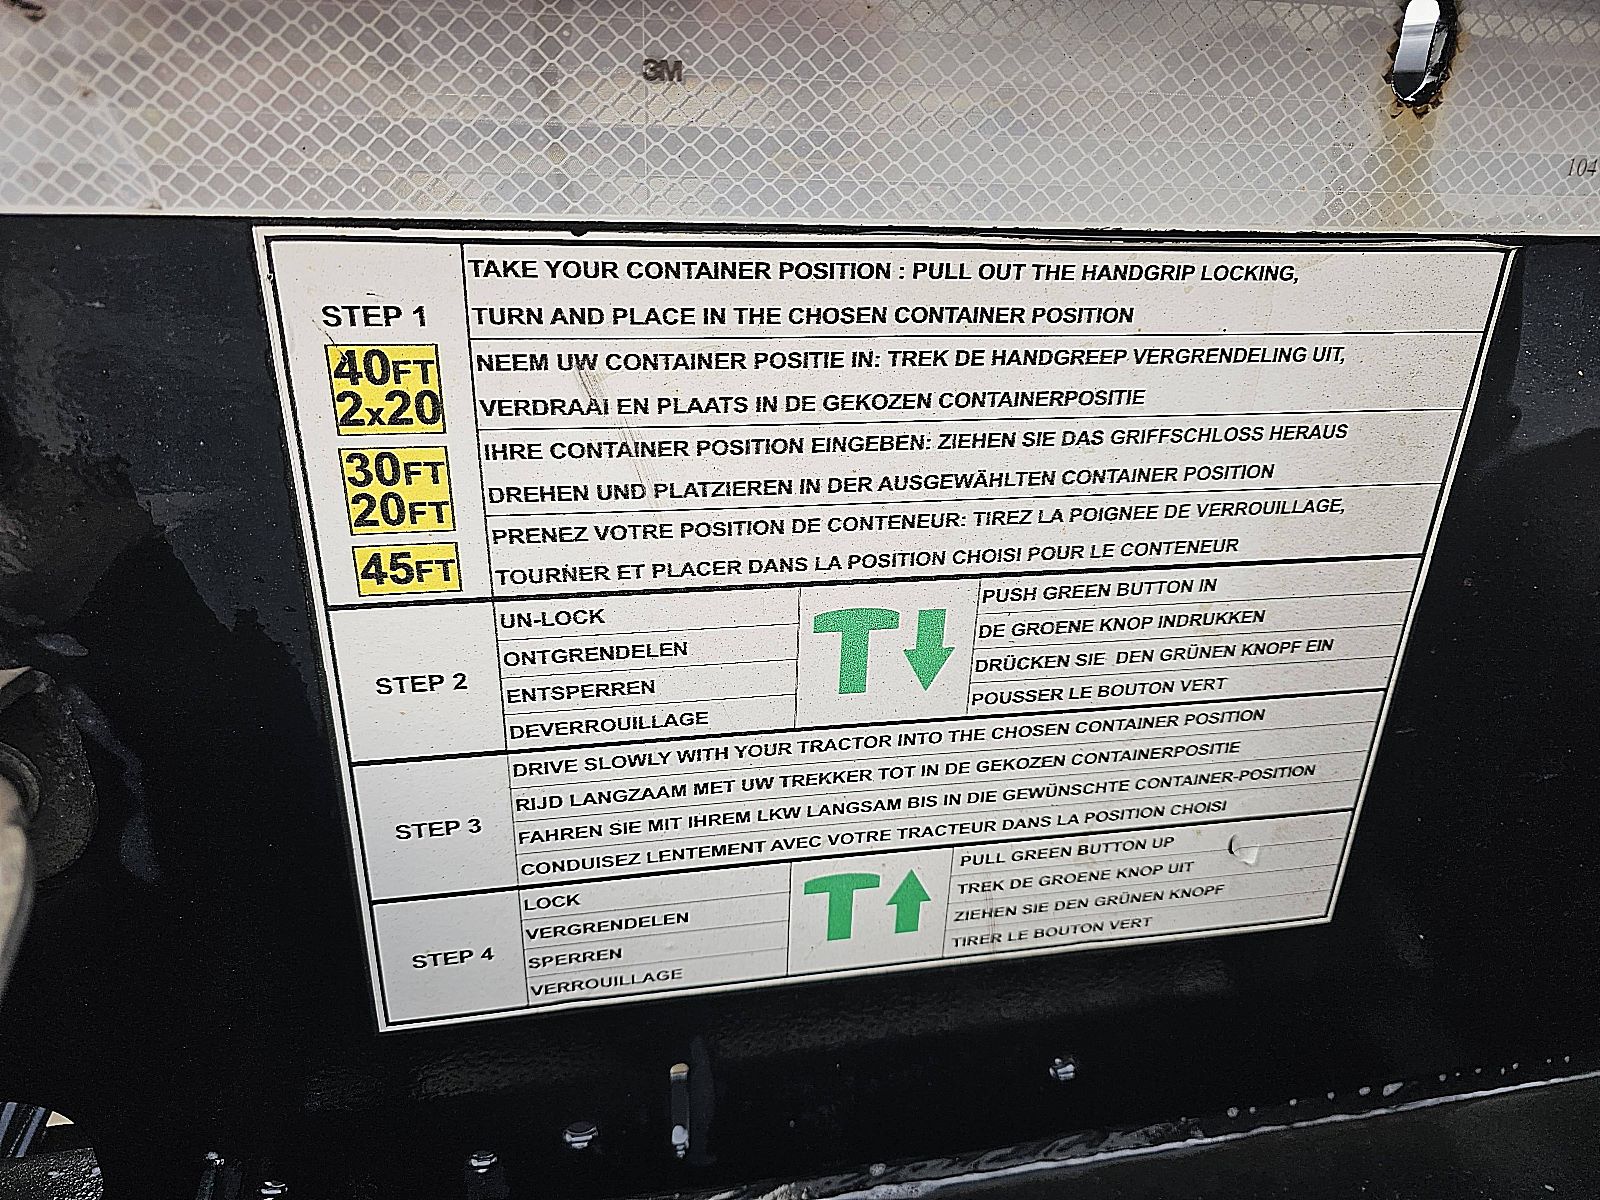 3M
104
STEP 1
40FT
2x20
30FT
20FT
45FT
TAKE YOUR CONTAINER POSITION : PULL OUT THE HANDGRIP LOCKING,
TURN AND PLACE IN THE CHOSEN CONTAINER POSITION
NEEM UW CONTAINER POSITIE IN: TREK DE HANDGREEP VERGRENDELING UIT,
VERDRAAI EN PLAATS IN DE GEKOZEN CONTAINERPOSITIE
IHRE CONTAINER POSITION EINGEBEN: ZIEHEN SIE DAS GRIFFSCHLOSS HERAUS
DREHEN UND PLATZIEREN IN DER AUSGEWÄHLTEN CONTAINER POSITION
PRENEZ VOTRE POSITION DE CONTENEUR: TIREZ LA POIGNEE DE VERROUILLAGE,
TOURNER ET PLACER DANS LA POSITION CHOISI POUR LE CONTENEUR
STEP 2
UN-LOCK
ONTGRENDELEN
ENTSPERREN
DEVERROUILLAGE
PUSH GREEN BUTTON IN
DE GROENE KNOP INDRUKKEN
DRÜCKEN SIE DEN GRÜNEN KNOPF EIN
POUSSER LE BOUTON VERT
STEP 3
DRIVE SLOWLY WITH YOUR TRACTOR INTO THE CHOSEN CONTAINER POSITION
RIJD LANGZAAM MET UW TREKKER TOT IN DE GEKOZEN CONTAINERPOSITIE
FAHREN SIE MIT IHREM LKW LANGSAM BIS IN DIE GEWÜNSCHTE CONTAINER-POSITION
CONDUISEZ LENTEMENT AVEC VOTRE TRACTEUR DANS LA POSITION CHOISI
STEP 4
LOCK
VERGRENDELEN
SPERREN
VERROUILLAGE
PULL GREEN BUTTON UP
TREK DE GROENE KNOP UIT
ZIEHEN SIE DEN GRÜNEN KNOPF
TIRER LE BOUTON VERT